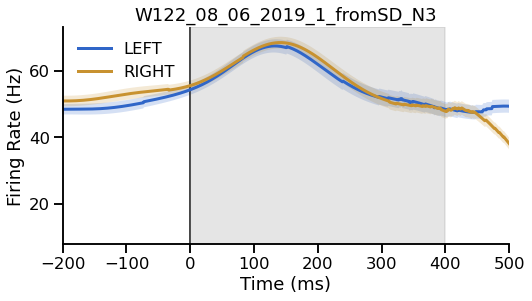 W122_08_06_2019_1_fromSD_N3
LEFT
RIGHT
Firing Rate (Hz)
60
40
20
−200 −100 0 100 200 300 400 500
Time (ms)